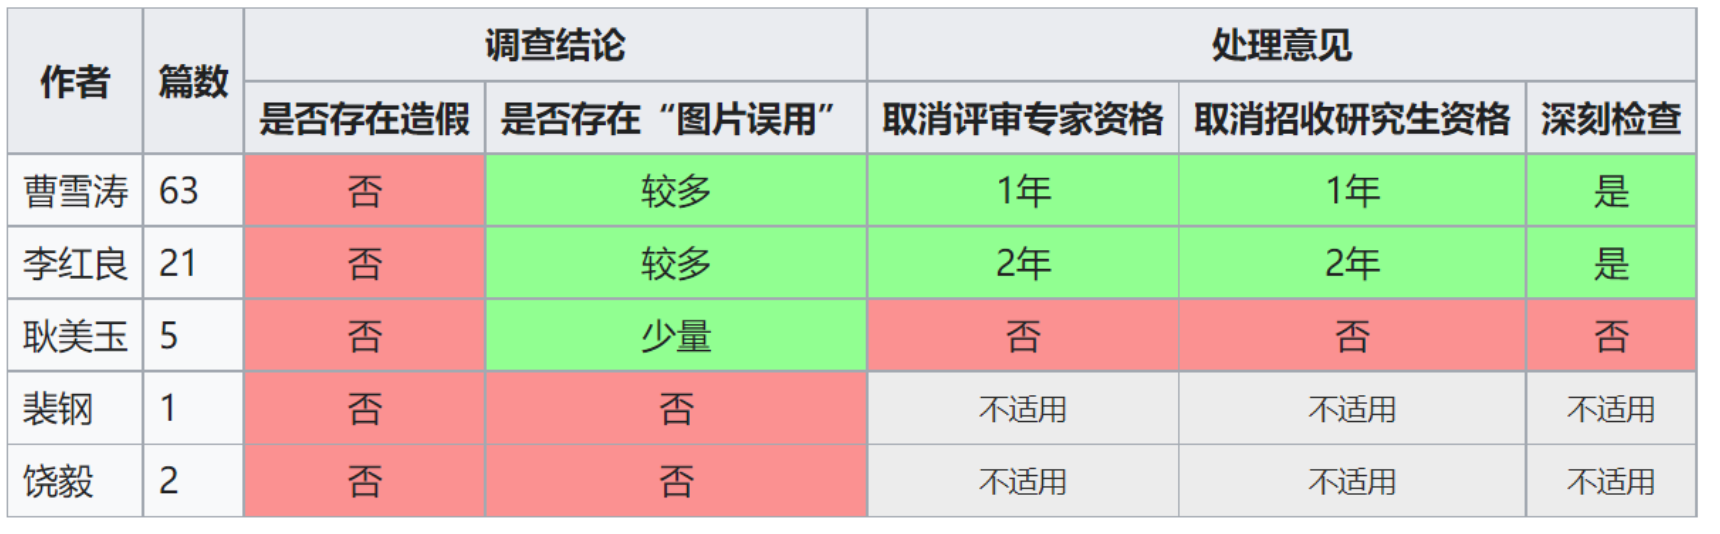 作者 篇数 调查结论 处理意见
是否存在造假 是否存在“图片误用” 取消评审专家资格 取消招收研究生资格 深刻检查
曹雪涛 63 否 较多 1年 1年 是
李红良 21 否 较多 2年 2年 是
耿美玉 5 否 少量 否 否 否
裴钢 1 否 否 不适用 不适用 不适用
饶毅 2 否 否 不适用 不适用 不适用